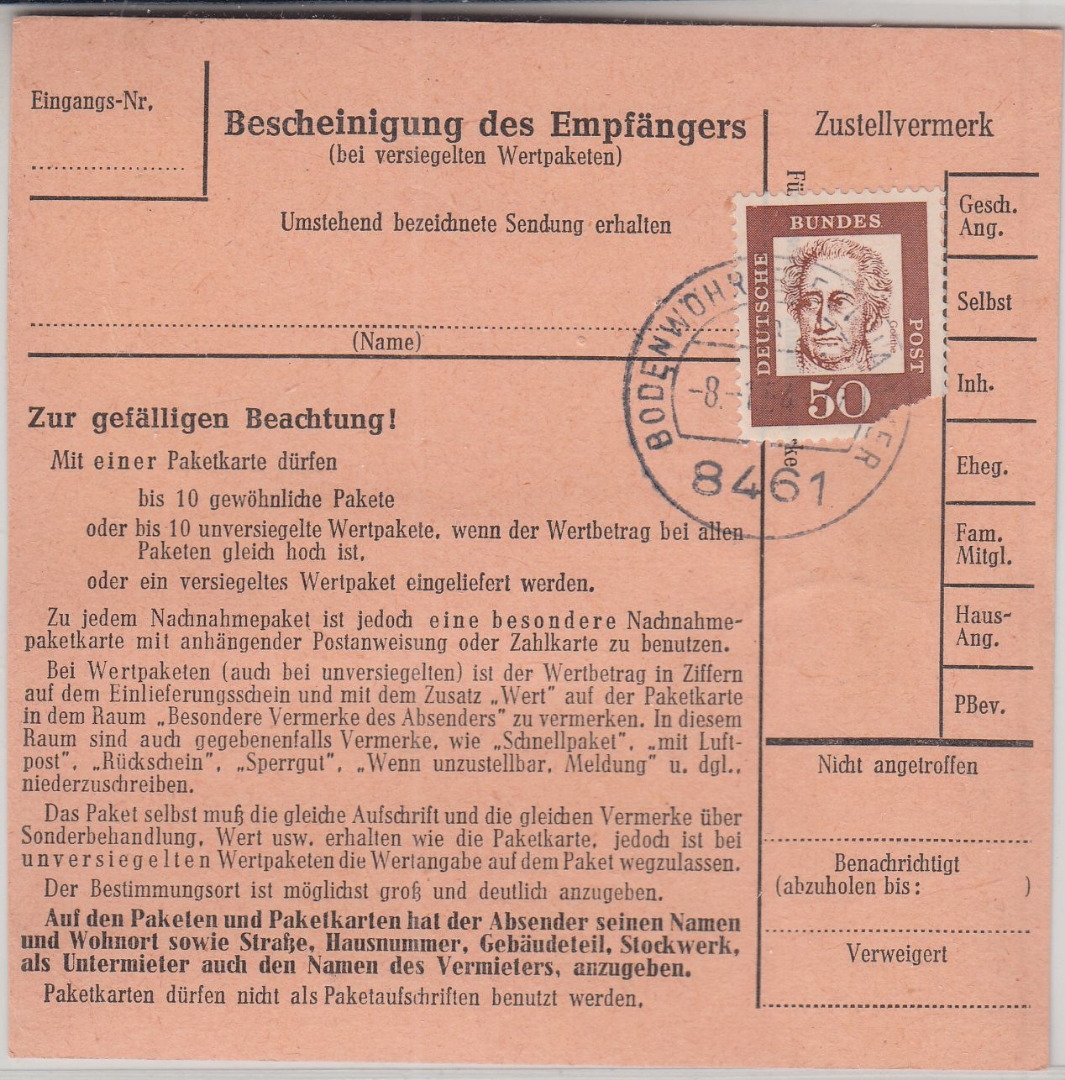 Eingangs-Nr.
Bescheinigung des Empfängers
(bei versiegelten Wertpaketen)
Umstehend bezeichnete Sendung erhalten
(Name)
Zur gefälligen Beachtung!
Mit einer Paketkarte dürfen
bis 10 gewöhnliche Pakete
oder bis 10 unversiegelte Wertpakete, wenn der Wertbetrag bei allen
Paketen gleich hoch ist,
oder ein versiegeltes Wertpaket eingeliefert werden.
Zu jedem Nachnahmepaket ist jedoch eine besondere Nachnahme-
paketkarte mit anhängender Postanweisung oder Zahlkarte zu benutzen.
Bei Wertpaketen (auch bei unversiegelten) ist der Wertbetrag in Ziffern
auf dem Einlieferungsschein und mit dem Zusatz „Wert" auf der Paketkarte
in dem Raum „Besondere Vermerke des Absenders" zu vermerken. In diesem
Raum sind auch gegebenenfalls Vermerke, wie „Schnellpaket", „mit Luft-
post", „Rückschein", „Sperrgut", „Wenn unzustellbar, Meldung" u. dgl.,
niederzuschreiben.
Das Paket selbst muß die gleiche Aufschrift und die gleichen Vermerke über
Sonderbehandlung, Wert usw. erhalten wie die Paketkarte, jedoch ist bei
unversiegelten Wertpaketen die Wertangabe auf dem Paket wegzulassen.
Der Bestimmungsort ist möglichst groß und deutlich anzugeben.
Auf den Paketen und Paketkarten hat der Absender seinen Namen
und Wohnort sowie Straße, Hausnummer, Gebäudeteil, Stockwerk,
als Untermieter auch den Namen des Vermieters, anzugeben.
Paketkarten dürfen nicht als Paketaufschriften benutzt werden.
Zustellvermerk
DEUTSCHE
BUNDES
POST
Goethe
50
BODENWÖHR
8461
Gesch.
Ang.
Selbst
Inh.
Eheg.
Fam.
Mitgl.
Haus-
Ang.
PBev.
Nicht angetroffen
Benachrichtigt
(abzuholen bis: )
Verweigert